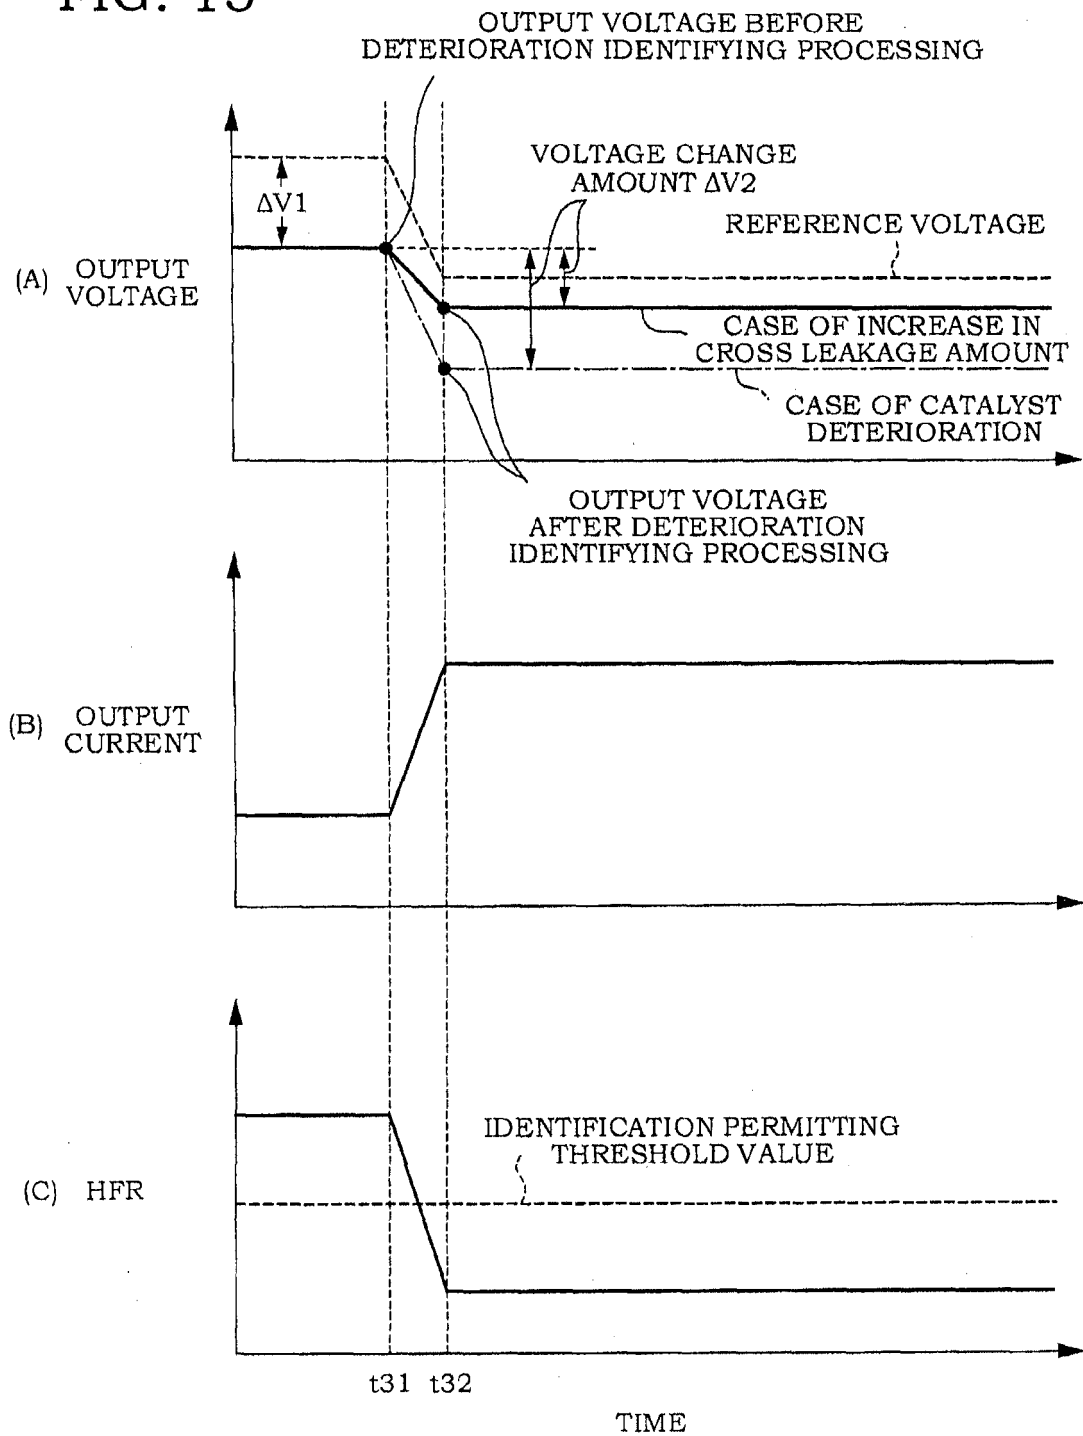 FIG. 15
OUTPUT VOLTAGE BEFORE
DETERIORATION IDENTIFYING PROCESSING
VOLTAGE CHANGE
AMOUNT ΔV2
ΔV1
REFERENCE VOLTAGE
(A) OUTPUT
VOLTAGE
CASE OF INCREASE IN
CROSS LEAKAGE AMOUNT
CASE OF CATALYST
DETERIORATION
OUTPUT VOLTAGE
AFTER DETERIORATION
IDENTIFYING PROCESSING
(B) OUTPUT
CURRENT
IDENTIFICATION PERMITTING
THRESHOLD VALUE
(C) HFR
t31 t32
TIME